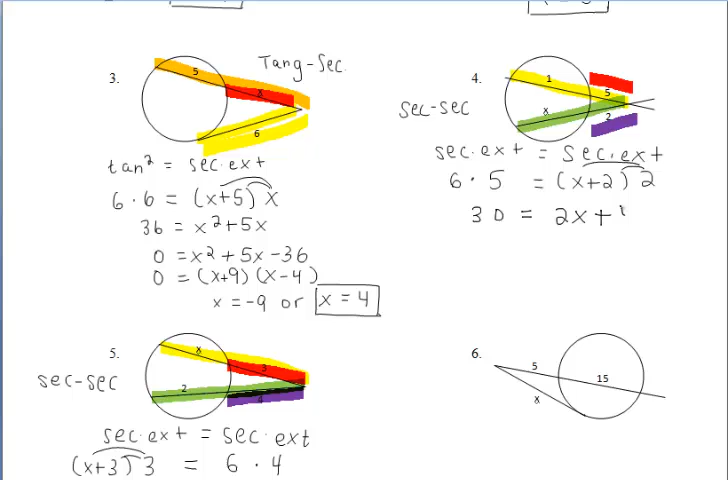 3.
5
x
6
Tang-Sec.
tan² = sec·ext
6·6 = (x+5) x
36 = x²+5x
0 = x²+5x-36
0 = (x+9)(x-4)
x = -9 or x = 4
4.
1
5
x
2
sec-sec
sec·ext = sec·ext
6·5 = (x+2) 2
30 = 2x+
5.
x
3
2
4
sec-sec
sec·ext = sec·ext
(x+3) 3 = 6·4
6.
5
15
x